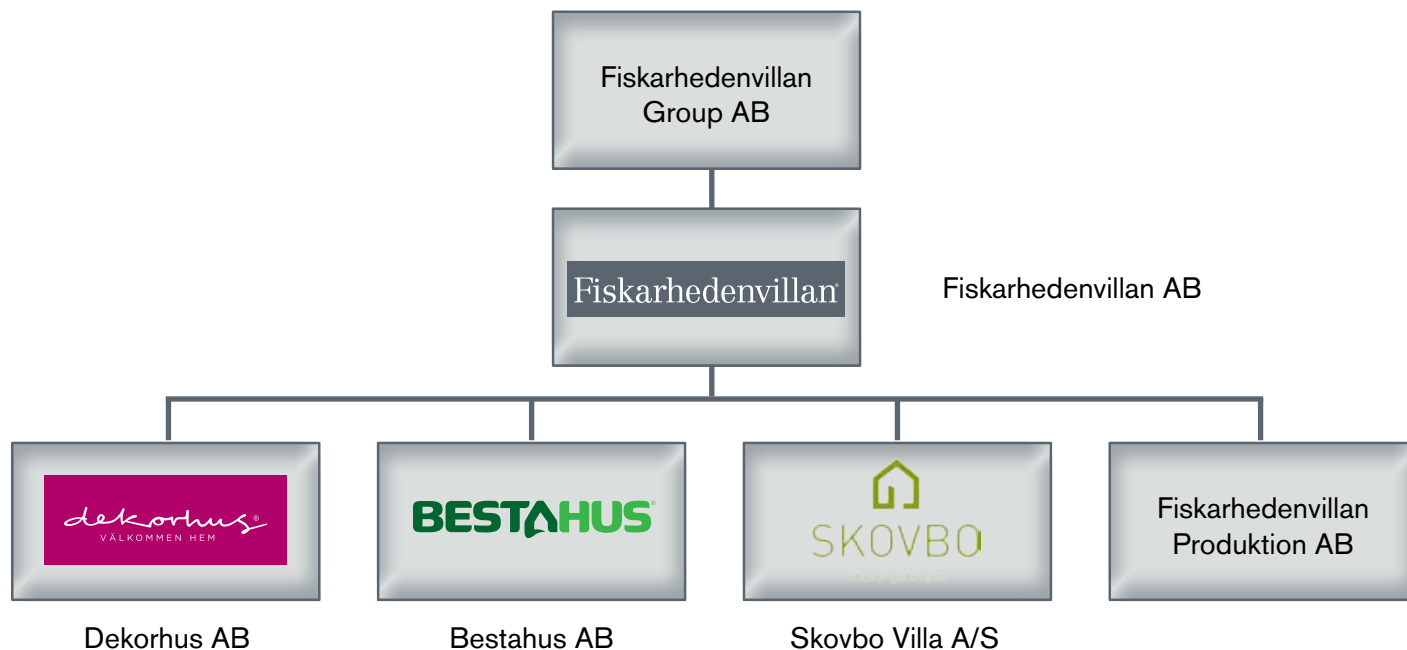 Fiskarhedenvillan
Group AB
Fiskarhedenvillan®
Fiskarhedenvillan AB
dekorhus®
VÄLKOMMEN HEM
BESTAHUS®
SKOVBO
Fiskarhedenvillan
Produktion AB
Dekorhus AB
Bestahus AB
Skovbo Villa A/S